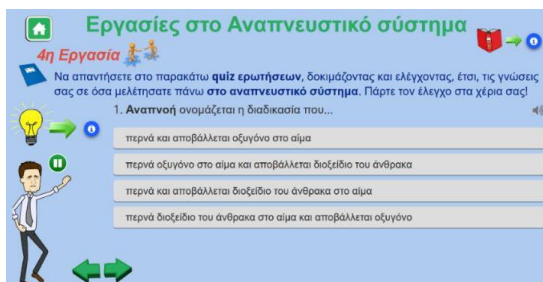 Εργασίες στο Αναπνευστικό σύστημα
4η Εργασία
Να απαντήσετε στο παρακάτω quiz ερωτήσεων, δοκιμάζοντας και ελέγχοντας, έτσι, τις γνώσεις
σας σε όσα μελέτησατε πάνω στο αναπνευστικό σύστημα. Πάρτε τον έλεγχο στα χέρια σας!
1. Αναπνοή ονομάζεται η διαδικασία που...
περνά και αποβάλλεται οξυγόνο στο αίμα
περνά οξυγόνο στο αίμα και αποβάλλεται διοξείδιο του άνθρακα
περνά και αποβάλλεται διοξείδιο του άνθρακα στο αίμα
περνά διοξείδιο του άνθρακα στο αίμα και αποβάλλεται οξυγόνο